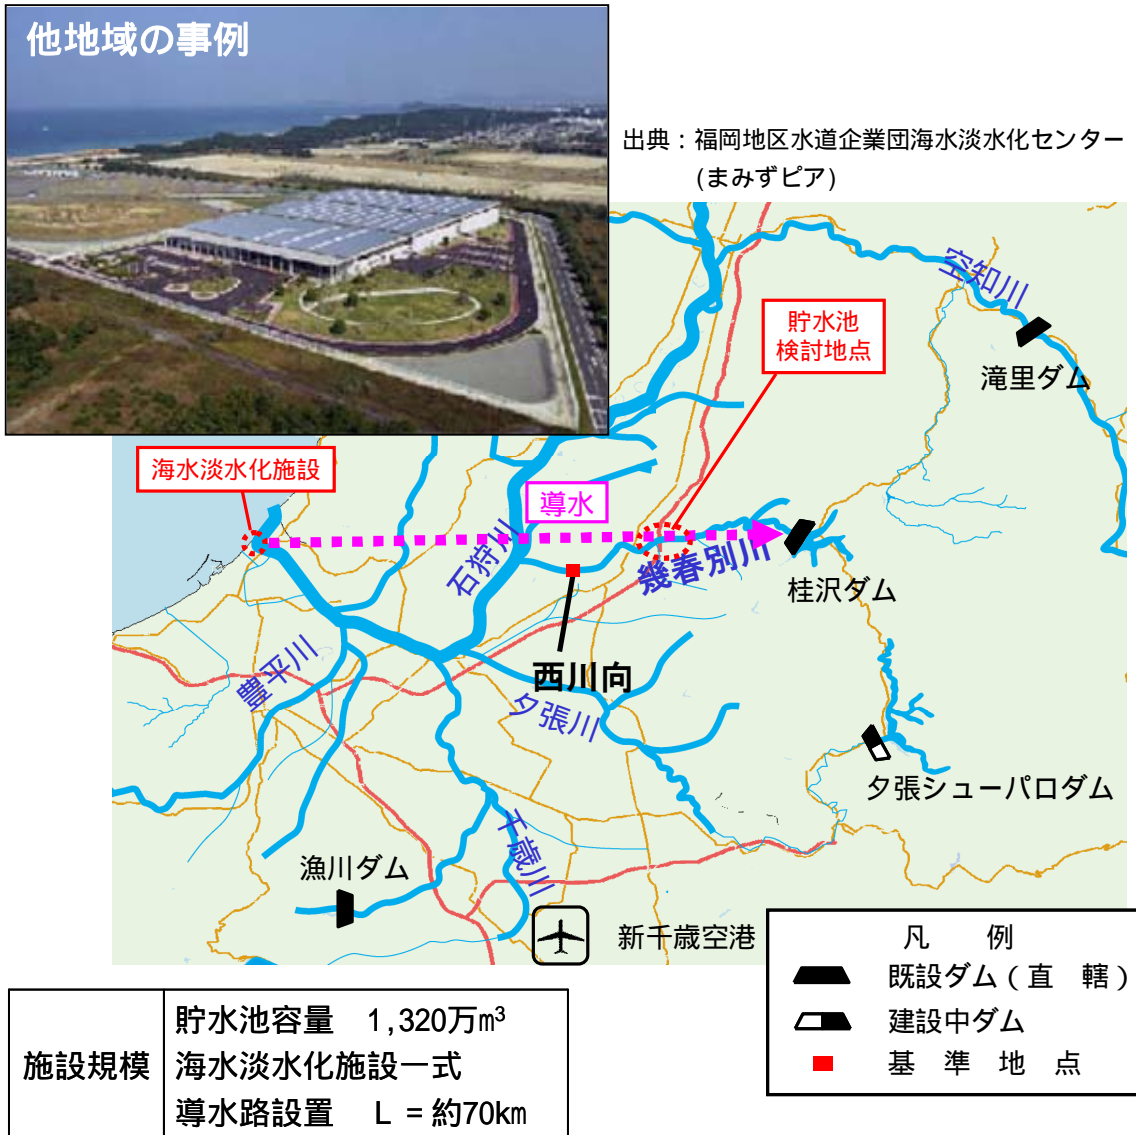 他地域の事例
出典：福岡地区水道企業団海水淡水化センター
(まみずピア)
空知川
貯水池
検討地点
滝里ダム
海水淡水化施設
導水
石狩川
幾春別川
桂沢ダム
西川向
豊平川
夕張川
夕張シューパロダム
千歳川
漁川ダム
新千歳空港
凡　例
既設ダム（直　轄）
建設中ダム
基　準　地　点
施設規模
貯水池容量　1,320万m³
海水淡水化施設一式
導水路設置　L = 約70km